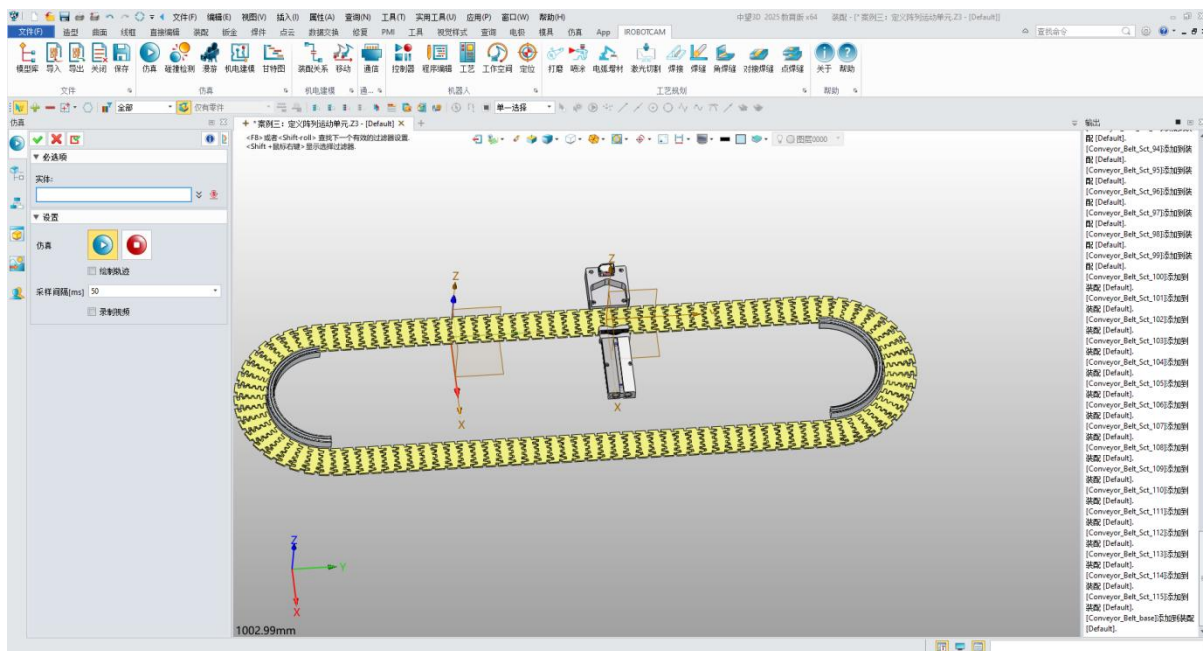 文件(F) 编辑(E) 视图(V) 插入(I) 属性(A) 查询(N) 工具(T) 实用工具(U) 应用(P) 窗口(W) 帮助(H) 中望3D 2025 教育版 x64 装配 - [* 案例三：定义阵列运动单元.Z3 - [Default]]
文件(F) 造型 曲面 线框 直接编辑 装配 钣金 焊件 点云 数据交换 修复 PMI 工具 视觉样式 查询 电极 模具 仿真 App IROBOTCAM 查找命令
模型库 导入 导出 关闭 保存 仿真 碰撞检测 漫游 机电建模 甘特图 装配关系 移动 通信 控制器 程序编辑 工艺 工作空间 定位 打磨 喷涂 电弧增材 激光切割 焊接 焊缝 角焊缝 对接焊缝 点焊缝 关于 帮助
文件 仿真 机电建模 通... 机器人 工艺规划 帮助
全部 仅有零件 单一选择
仿真
* 案例三：定义阵列运动单元.Z3 - [Default]
输出
<F8> 或者<Shift-roll> 查找下一个有效的过滤器设置.
<Shift + 鼠标右键> 显示选择过滤器.
图层0000
必选项
实体:
设置
仿真
绘制轨迹
采样间隔[ms] 50
录制视频
Z
X
Z
X
Z
Y
X
1002.99mm
配 [Default].
[Conveyor_Belt_Sct_94]添加到装
配 [Default].
[Conveyor_Belt_Sct_95]添加到装
配 [Default].
[Conveyor_Belt_Sct_96]添加到装
配 [Default].
[Conveyor_Belt_Sct_97]添加到装
配 [Default].
[Conveyor_Belt_Sct_98]添加到装
配 [Default].
[Conveyor_Belt_Sct_99]添加到装
配 [Default].
[Conveyor_Belt_Sct_100]添加到
装配 [Default].
[Conveyor_Belt_Sct_101]添加到
装配 [Default].
[Conveyor_Belt_Sct_102]添加到
装配 [Default].
[Conveyor_Belt_Sct_103]添加到
装配 [Default].
[Conveyor_Belt_Sct_104]添加到
装配 [Default].
[Conveyor_Belt_Sct_105]添加到
装配 [Default].
[Conveyor_Belt_Sct_106]添加到
装配 [Default].
[Conveyor_Belt_Sct_107]添加到
装配 [Default].
[Conveyor_Belt_Sct_108]添加到
装配 [Default].
[Conveyor_Belt_Sct_109]添加到
装配 [Default].
[Conveyor_Belt_Sct_110]添加到
装配 [Default].
[Conveyor_Belt_Sct_111]添加到
装配 [Default].
[Conveyor_Belt_Sct_112]添加到
装配 [Default].
[Conveyor_Belt_Sct_113]添加到
装配 [Default].
[Conveyor_Belt_Sct_114]添加到
装配 [Default].
[Conveyor_Belt_Sct_115]添加到
装配 [Default].
[Conveyor_Belt_base]添加到装配
[Default].